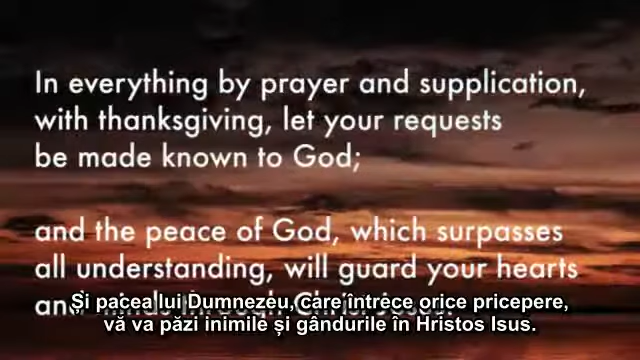 In everything by prayer and supplication,
with thanksgiving, let your requests
be made known to God;
and the peace of God, which surpasses
all understanding, will guard your hearts
and minds through Christ Jesus.
Și pacea lui Dumnezeu, care întrece orice pricepere,
vă va păzi inimile și gândurile în Hristos Isus.